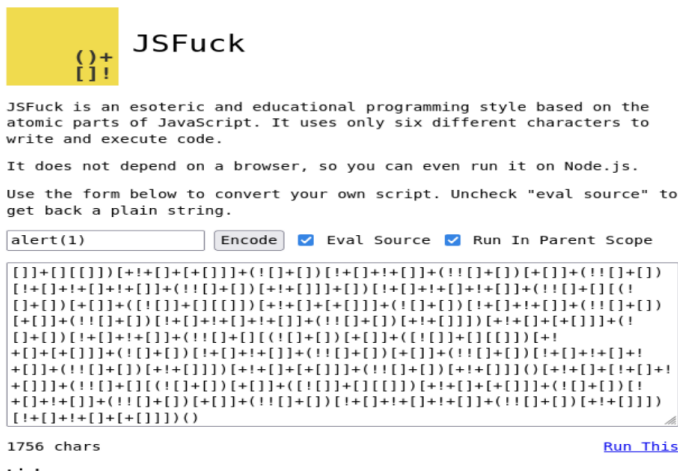 ()+
[]!
JSFuck
JSFuck is an esoteric and educational programming style based on the
atomic parts of JavaScript. It uses only six different characters to
write and execute code.
It does not depend on a browser, so you can even run it on Node.js.
Use the form below to convert your own script. Uncheck "eval source" to
get back a plain string.
alert(1) Encode Eval Source Run In Parent Scope
[]]+[][[]])[+!+[]+[+[]]]+(![]+[])[!+[]+!+[]]+(!![]+[])[+[]]+(!![]+[])
[!+[]+!+[]+!+[]]+(!![]+[])[+!+[]]]+[])[!+[]+!+[]+!+[]]+(!![]+[][(!
[]+[])[+[]]+([![]]+[][[]])[+!+[]+[+[]]]+(![]+[])[!+[]+!+[]]+(!![]+[])
[+[]]+(!![]+[])[!+[]+!+[]+!+[]]+(!![]+[])[+!+[]]])[+!+[]+[+[]]]+(!
[]+[])[!+[]+!+[]]+(!![]+[][(![]+[])[+[]]+([![]]+[][[]])[+!
+[]+[+[]]]+(![]+[])[!+[]+!+[]]+(!![]+[])[+[]]+(!![]+[])[!+[]+!+[]+!
+[]]+(!![]+[])[+!+[]]])[+!+[]+[+[]]]+(!![]+[])[+!+[]]]()[+!+[]+[!+[]+!
+[]]]+(!![]+[][(![]+[])[+[]]+([![]]+[][[]])[+!+[]+[+[]]]+(![]+[])[!
+[]+!+[]]+(!![]+[])[+[]]+(!![]+[])[!+[]+!+[]+!+[]]+(!![]+[])[+!+[]]])
[!+[]+!+[]+[+[]]])()
1756 chars Run This